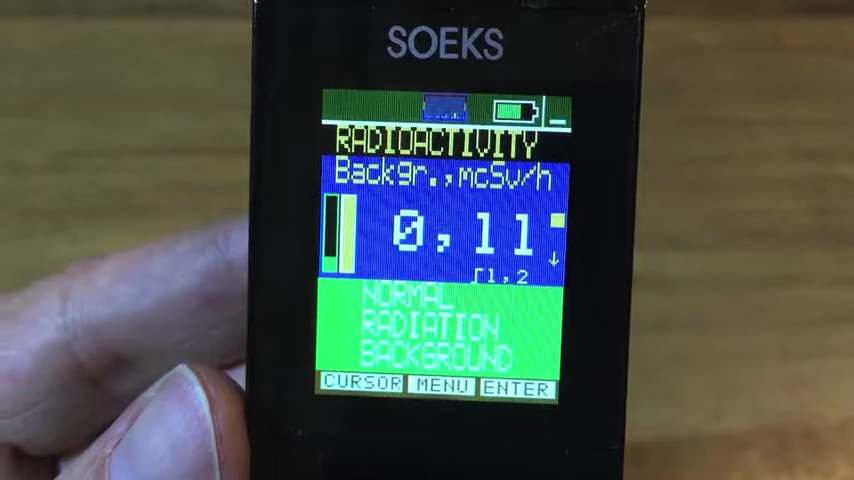 SOEKS
RADIOACTIVITY
Backgr.,mcSv/h
0,11
∫1,2
NORMAL
RADIATION
BACKGROUND
CURSOR MENU ENTER